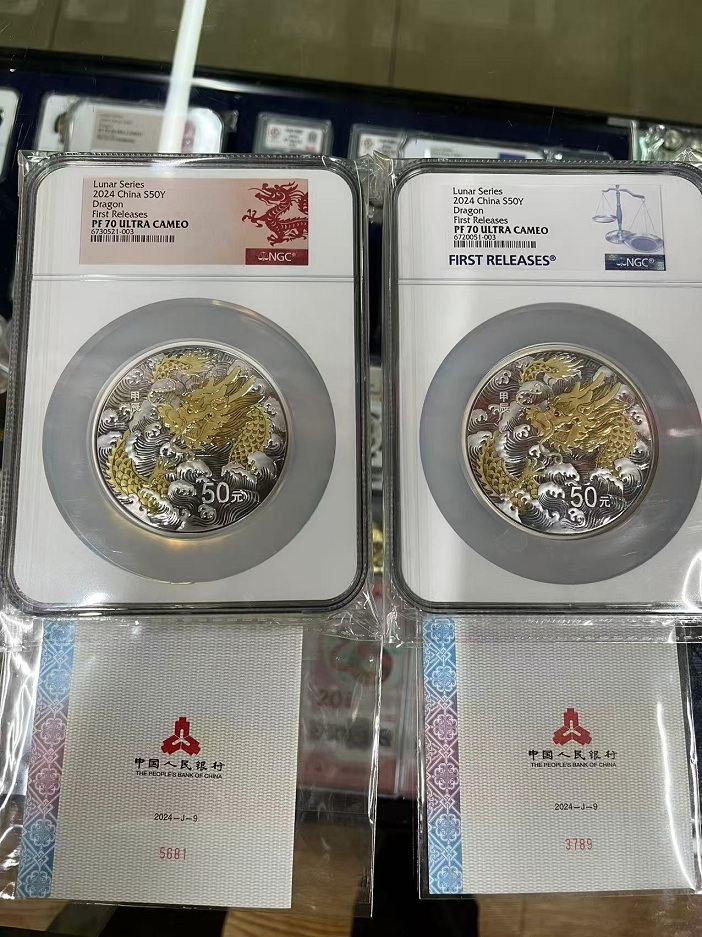 Lunar Series
2024 China S50Y
Dragon
First Releases
PF 70 ULTRA CAMEO
6730521-003
NGC®
Lunar Series
2024 China S50Y
Dragon
First Releases
PF 70 ULTRA CAMEO
6720051-003
FIRST RELEASES®
NGC®
甲辰
50元
甲辰
50元
中国人民银行
THE PEOPLE'S BANK OF CHINA
2024-J-9
5681
中国人民银行
THE PEOPLE'S BANK OF CHINA
2024-J-9
3789